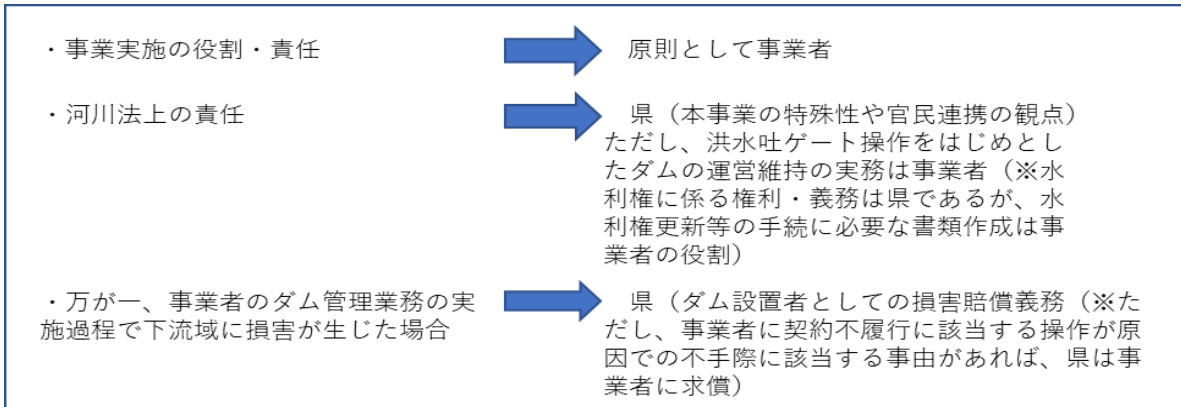 ・事業実施の役割・責任
原則として事業者
・河川法上の責任
県（本事業の特殊性や官民連携の観点）
ただし、洪水吐ゲート操作をはじめとし
たダムの運営維持の実務は事業者（※水
利権に係る権利・義務は県であるが、水
利権更新等の手続に必要な書類作成は事
業者の役割）
・万が一、事業者のダム管理業務の実
施過程で下流域に損害が生じた場合
県（ダム設置者としての損害賠償義務（※た
だし、事業者に契約不履行に該当する操作が原
因での不手際に該当する事由があれば、県は事
業者に求償）